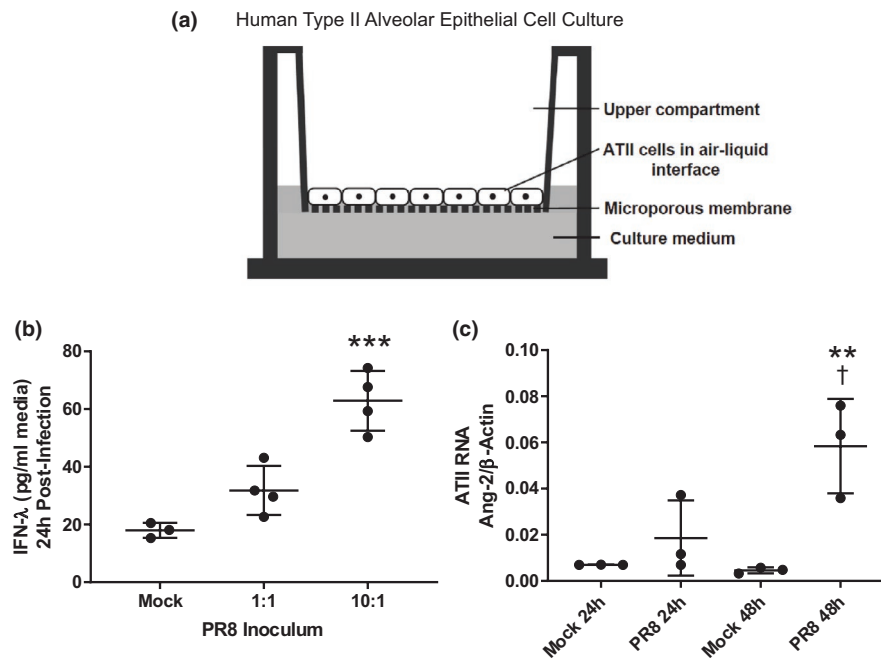 (a) Human Type II Alveolar Epithelial Cell Culture
Upper compartment
ATII cells in air-liquid
interface
Microporous membrane
Culture medium
(b)
IFN-λ (pg/ml media)
24h Post-Infection
80
60
40
20
0
***
Mock 1:1 10:1
PR8 Inoculum
(c)
ATII RNA
Ang-2/β-Actin
0.10
0.08
0.06
0.04
0.02
0.00
**
†
Mock 24h PR8 24h Mock 48h PR8 48h